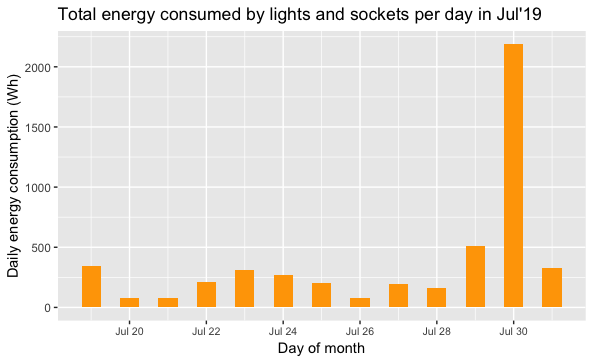 Total energy consumed by lights and sockets per day in Jul'19
Daily energy consumption (Wh)
2000
1500
1000
500
0
Jul 20 Jul 22 Jul 24 Jul 26 Jul 28 Jul 30
Day of month